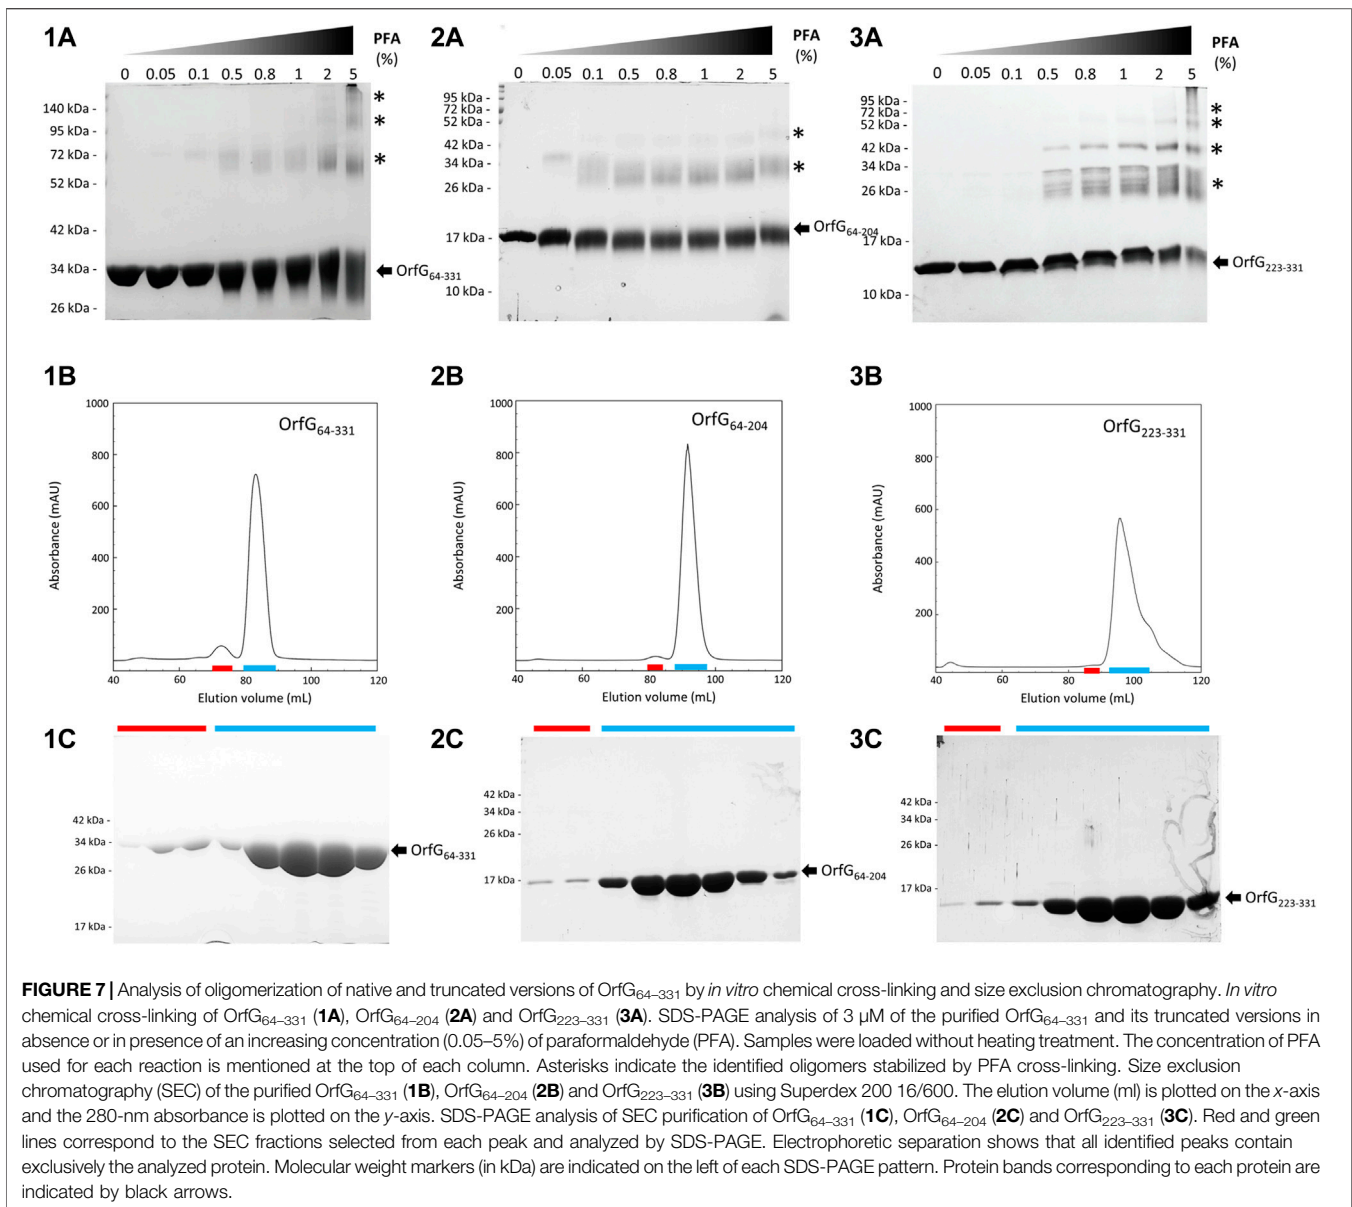 1A
PFA
(%)
0 0.05 0.1 0.5 0.8 1 2 5
140 kDa -
95 kDa -
72 kDa -
52 kDa -
42 kDa -
34 kDa -
26 kDa -
*
*
*
OrfG64-331
2A
PFA
(%)
0 0.05 0.1 0.5 0.8 1 2 5
95 kDa -
72 kDa -
52 kDa -
42 kDa -
34 kDa -
26 kDa -
17 kDa -
10 kDa -
*
*
OrfG64-204
3A
PFA
(%)
0 0.05 0.1 0.5 0.8 1 2 5
95 kDa -
72 kDa -
52 kDa -
42 kDa -
34 kDa -
26 kDa -
17 kDa -
10 kDa -
*
*
*
*
OrfG223-331
1B
OrfG64-331
Absorbance (mAU)
1000
800
600
400
200
40 60 80 100 120
Elution volume (mL)
2B
OrfG64-204
Absorbance (mAU)
1000
800
600
400
200
40 60 80 100 120
Elution volume (mL)
3B
OrfG223-331
Absorbance (mAU)
1000
800
600
400
200
40 60 80 100 120
Elution volume (mL)
1C
42 kDa -
34 kDa -
26 kDa -
17 kDa -
OrfG64-331
2C
42 kDa -
34 kDa -
26 kDa -
17 kDa -
OrfG64-204
3C
42 kDa -
34 kDa -
26 kDa -
17 kDa -
OrfG223-331
FIGURE 7 | Analysis of oligomerization of native and truncated versions of OrfG64–331 by in vitro chemical cross-linking and size exclusion chromatography. In vitro
chemical cross-linking of OrfG64–331 (1A), OrfG64–204 (2A) and OrfG223–331 (3A). SDS-PAGE analysis of 3 µM of the purified OrfG64–331 and its truncated versions in
absence or in presence of an increasing concentration (0.05–5%) of paraformaldehyde (PFA). Samples were loaded without heating treatment. The concentration of PFA
used for each reaction is mentioned at the top of each column. Asterisks indicate the identified oligomers stabilized by PFA cross-linking. Size exclusion
chromatography (SEC) of the purified OrfG64–331 (1B), OrfG64–204 (2B) and OrfG223–331 (3B) using Superdex 200 16/600. The elution volume (ml) is plotted on the x-axis
and the 280-nm absorbance is plotted on the y-axis. SDS-PAGE analysis of SEC purification of OrfG64–331 (1C), OrfG64–204 (2C) and OrfG223–331 (3C). Red and green
lines correspond to the SEC fractions selected from each peak and analyzed by SDS-PAGE. Electrophoretic separation shows that all identified peaks contain
exclusively the analyzed protein. Molecular weight markers (in kDa) are indicated on the left of each SDS-PAGE pattern. Protein bands corresponding to each protein are
indicated by black arrows.